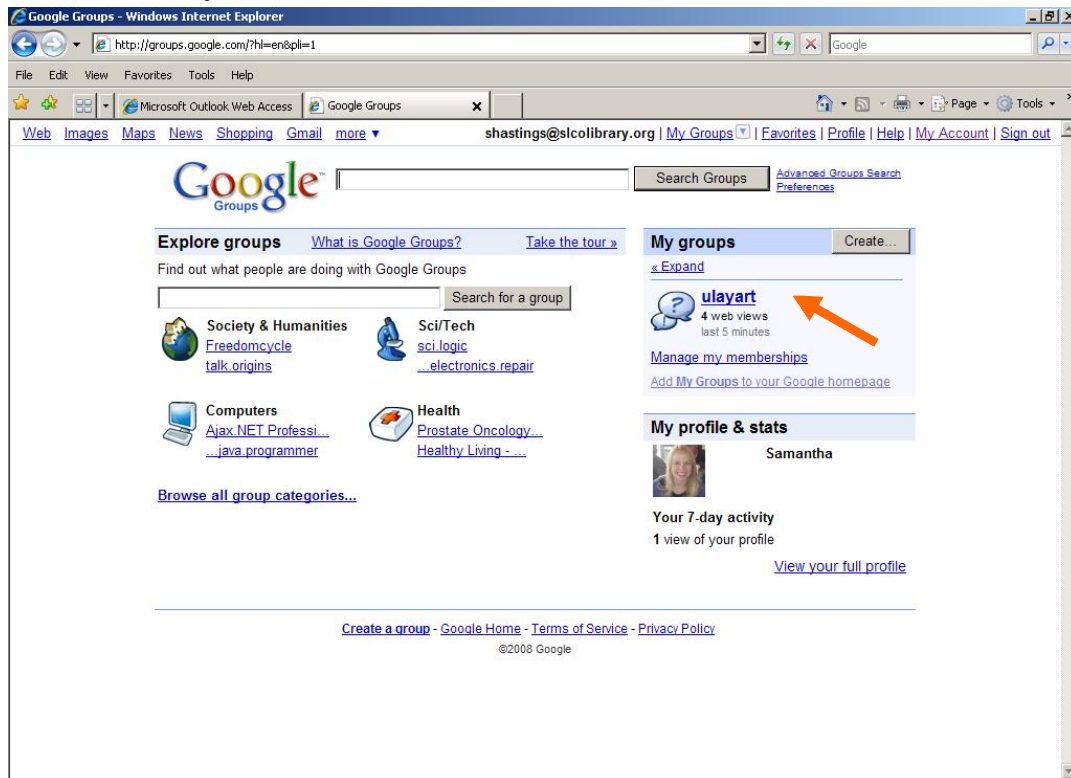 Google Groups - Windows Internet Explorer
http://groups.google.com/?hl=en&pli=1
Google
File Edit View Favorites Tools Help
Microsoft Outlook Web Access
Google Groups
Page
Tools
Web Images Maps News Shopping Gmail more ▼
shastings@slcolibrary.org | My Groups | Favorites | Profile | Help | My Account | Sign out
Google™
Groups
Search Groups
Advanced Groups Search
Preferences
Explore groups
What is Google Groups?
Take the tour »
Find out what people are doing with Google Groups
Search for a group
Society & Humanities
Freedomcycle
talk.origins
Sci/Tech
sci.logic
...electronics.repair
Computers
Ajax.NET Professi...
...java.programmer
Health
Prostate Oncology...
Healthy Living - ...
Browse all group categories...
My groups
Create...
« Expand
ulayart
4 web views
last 5 minutes
Manage my memberships
Add My Groups to your Google homepage
My profile & stats
Samantha
Your 7-day activity
1 view of your profile
View your full profile
Create a group - Google Home - Terms of Service - Privacy Policy
©2008 Google